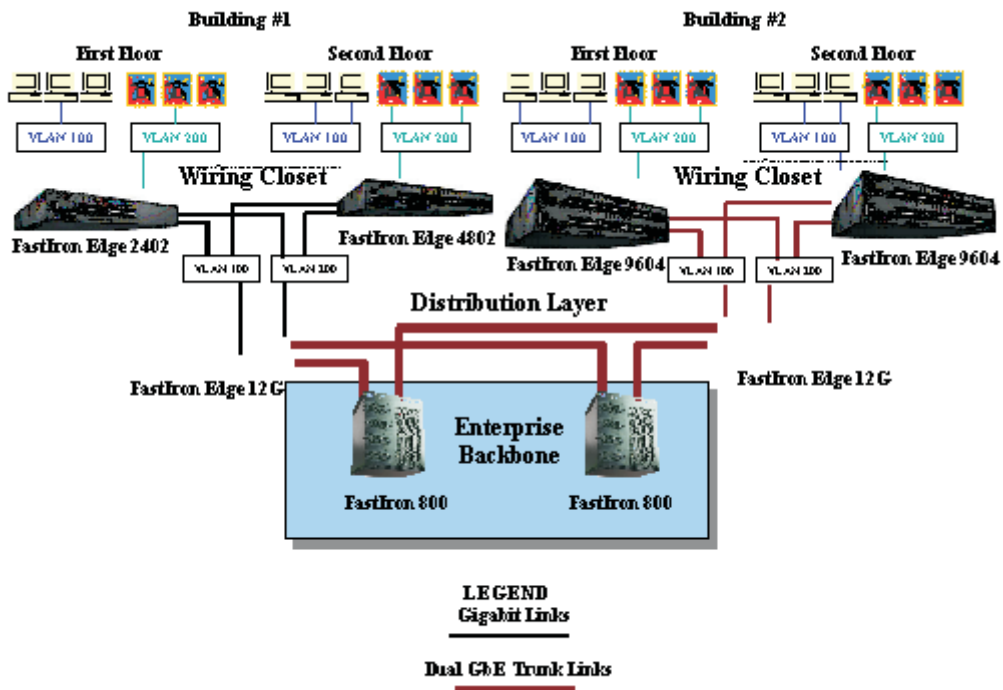 Building #1
Building #2
First Floor
Second Floor
First Floor
Second Floor
VLAN 100
VLAN 200
VLAN 100
VLAN 200
VLAN 100
VLAN 200
VLAN 100
VLAN 200
Wiring Closet
Wiring Closet
FastIron Edge 2402
FastIron Edge 4802
FastIron Edge 9604
FastIron Edge 9604
VLAN 100
VLAN 200
VLAN 100
VLAN 200
Distribution Layer
FastIron Edge 12G
FastIron Edge 12G
Enterprise
Backbone
FastIron 800
FastIron 800
LEGEND
Gigabit Links
Dual GbE Trunk Links